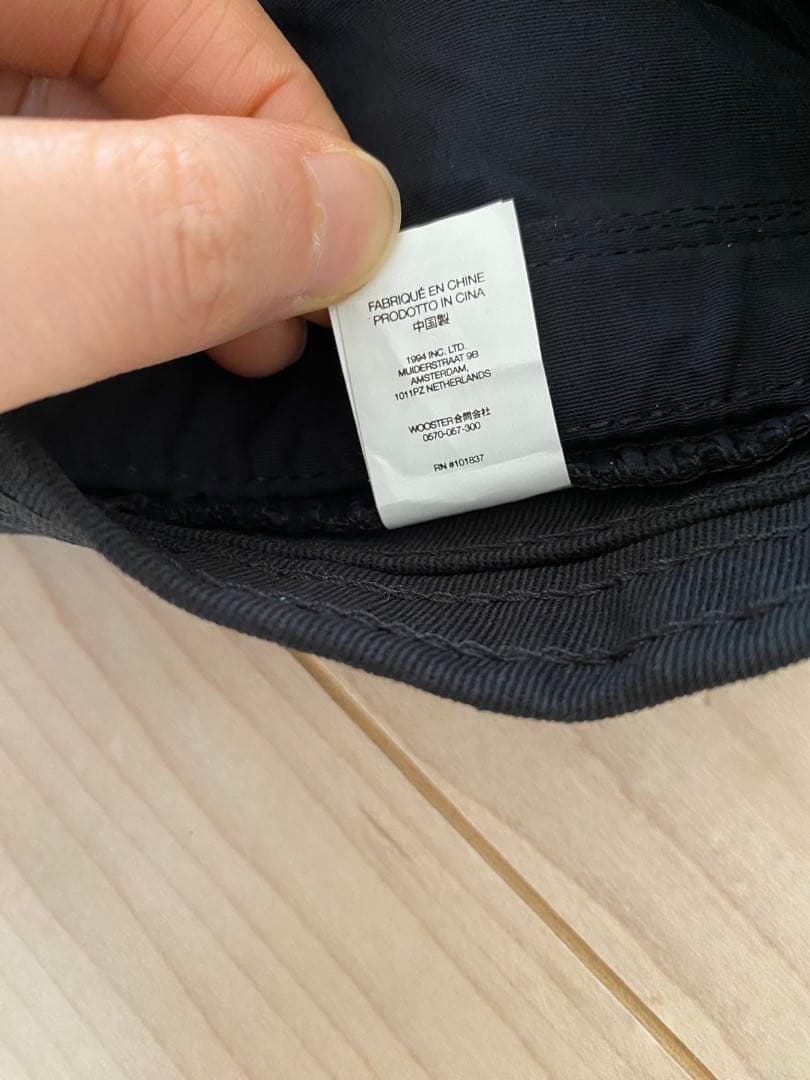 FABRIQUÉ EN CHINE
PRODOTTO IN CINA
中国製
1994 INC. LTD.
MUIDERSTRAAT 9B
AMSTERDAM,
1011PZ NETHERLANDS
WOOSTER合同会社
0570-057-300
RN #101837